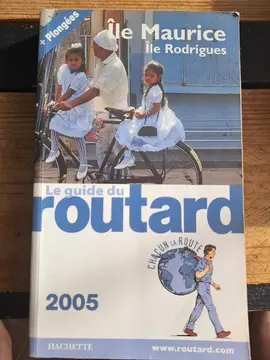 + Plongées
Île Maurice
Île Rodrigues
Le guide du
routard
CHACUN SA ROUTE
2005
HACHETTE
www.routard.com